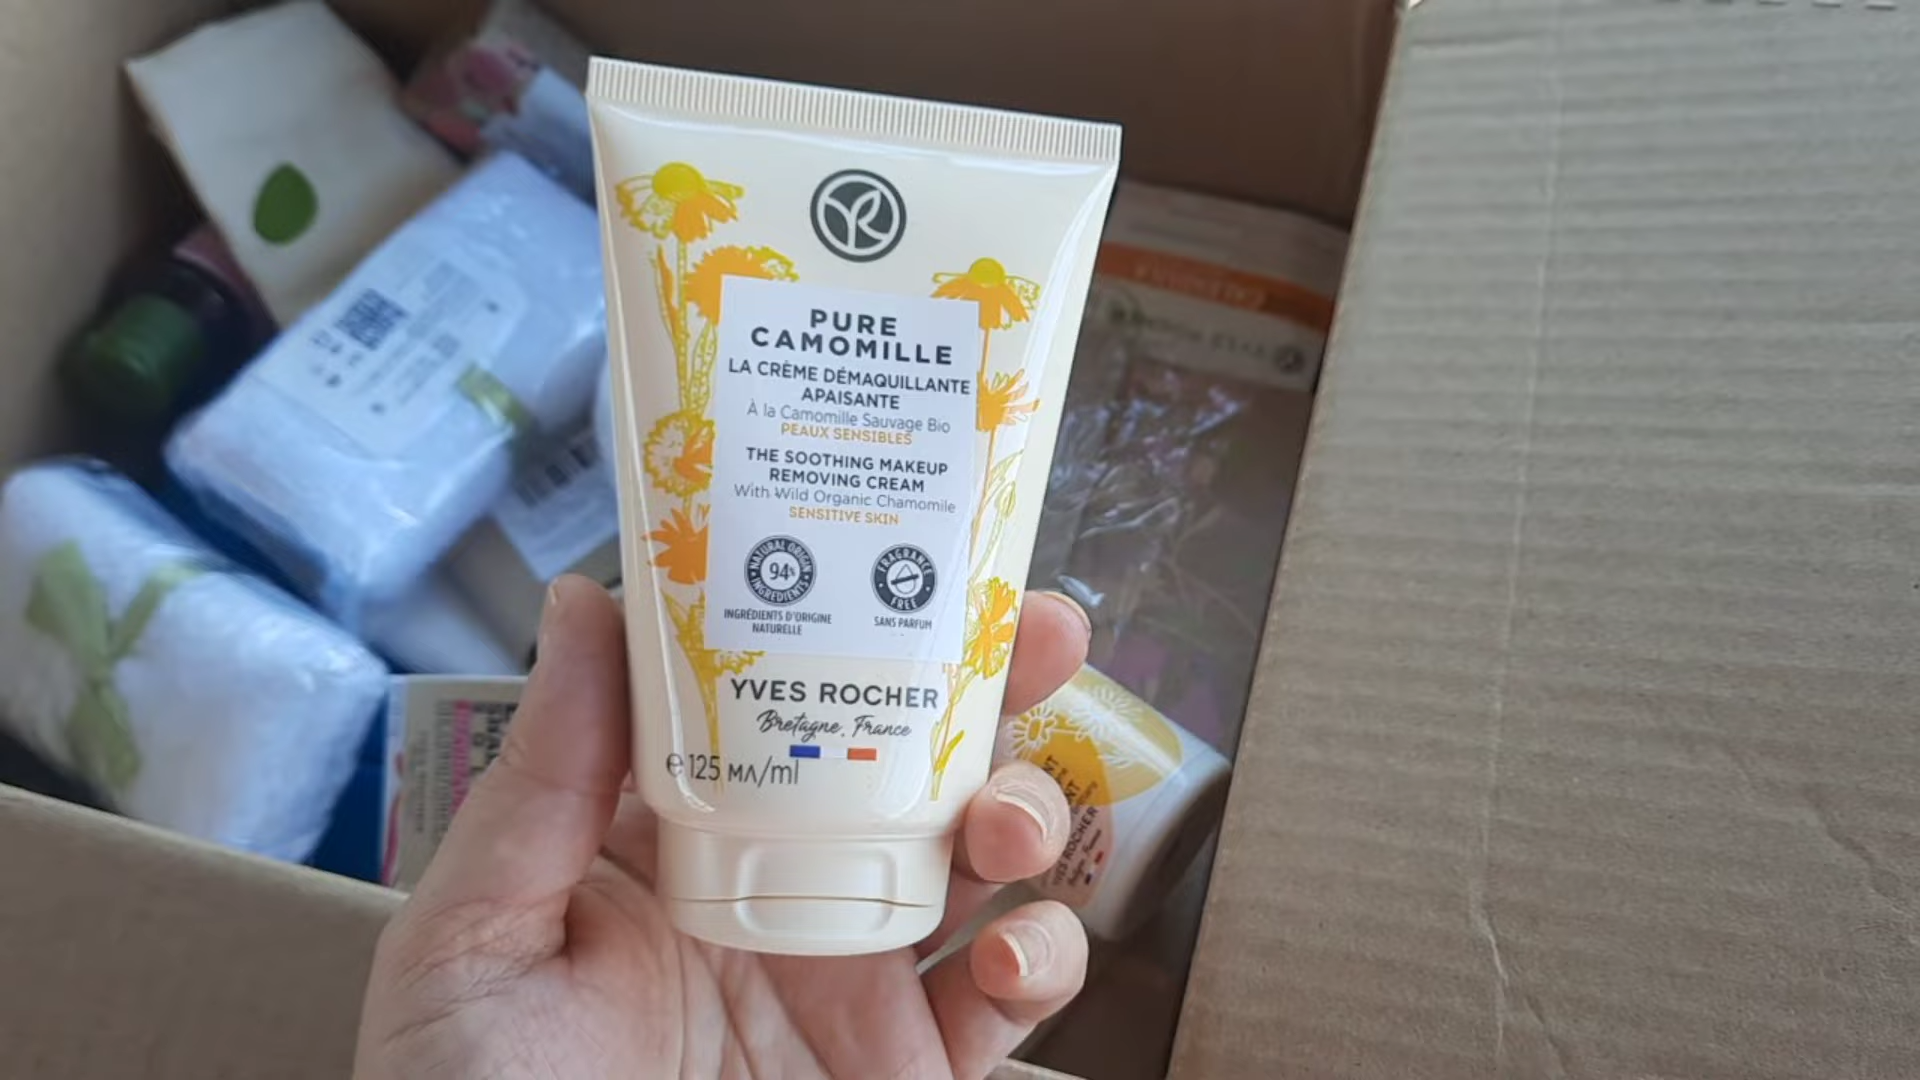 PURE
CAMOMILLE
LA CRÈME DÉMAQUILLANTE
APAISANTE
À la Camomille Sauvage Bio
PEAUX SENSIBLES
THE SOOTHING MAKEUP
REMOVING CREAM
With Wild Organic Chamomile
SENSITIVE SKIN
NATURAL ORIGIN
94%
INGREDIENTS
INGRÉDIENTS D'ORIGINE
NATURELLE
FRAGRANCE
FREE
SANS PARFUM
YVES ROCHER
Bretagne, France
e 125 мл/ml
YVES ROCHER